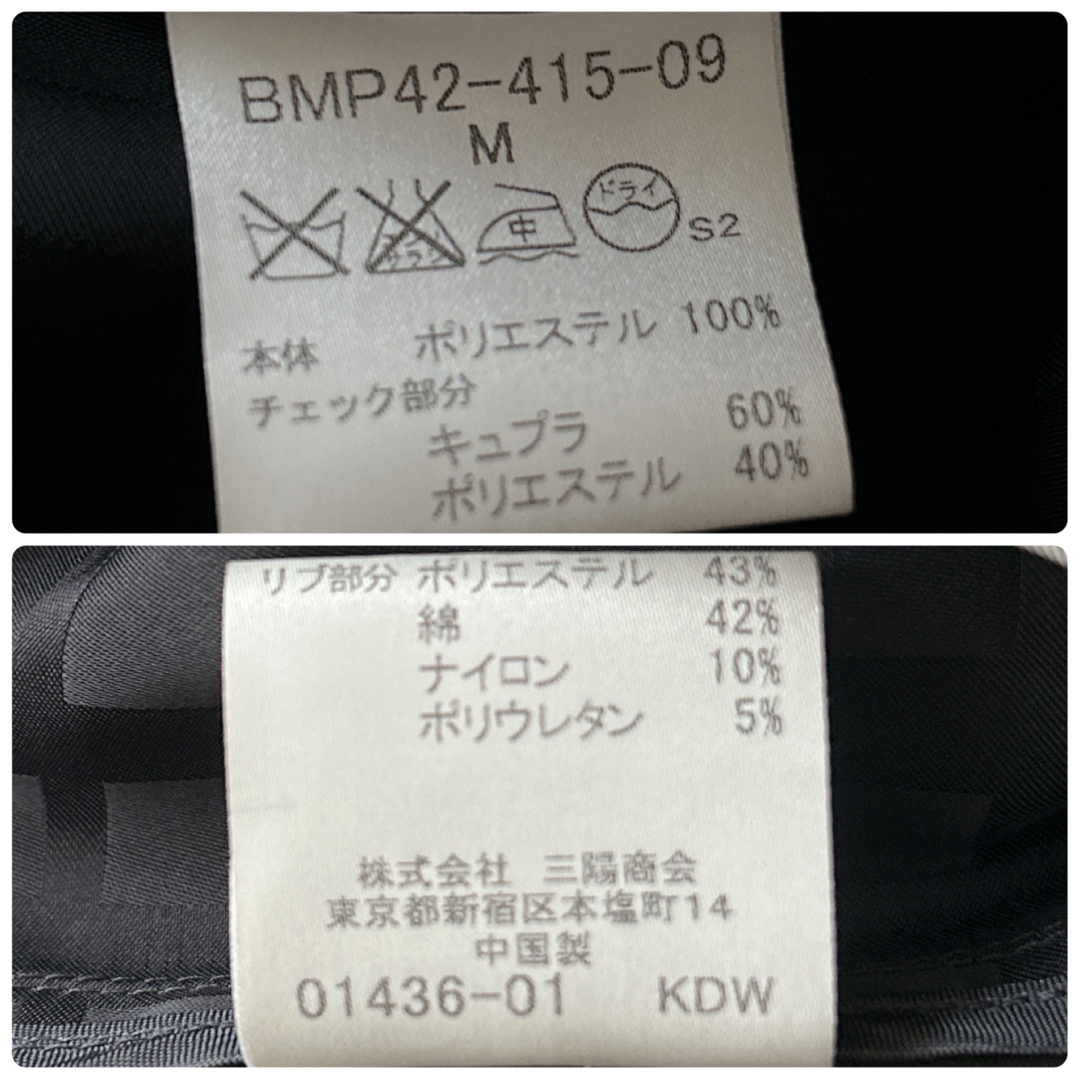 BMP42-415-09
M
中 ドライ S2
本体 ポリエステル 100%
チェック部分
キュプラ 60%
ポリエステル 40%
リブ部分 ポリエステル 43%
綿 42%
ナイロン 10%
ポリウレタン 5%
株式会社 三陽商会
東京都新宿区本塩町14
中国製
01436-01 KDW